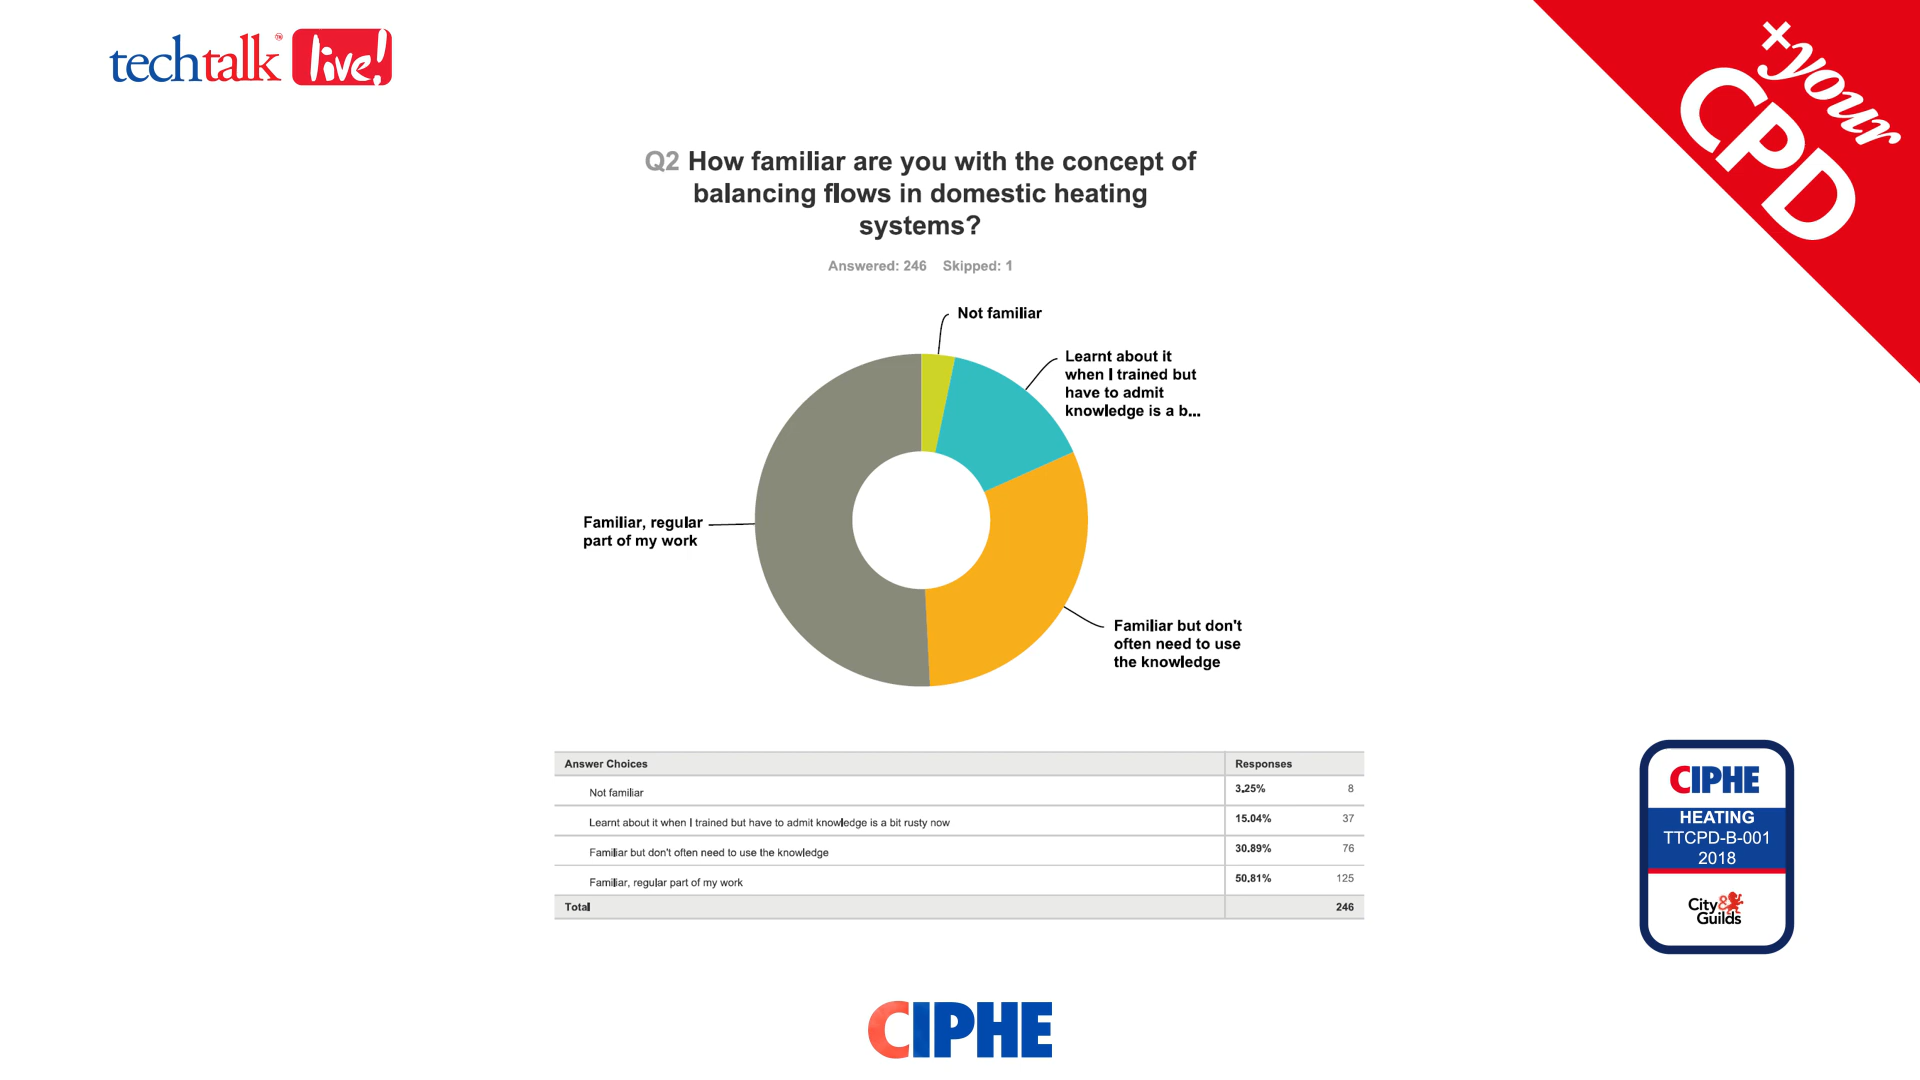 techtalk™ live!
+your
CPD
Q2 How familiar are you with the concept of
balancing flows in domestic heating
systems?
Answered: 246 Skipped: 1
Not familiar
Learnt about it
when I trained but
have to admit
knowledge is a b...
Familiar, regular
part of my work
Familiar but don't
often need to use
the knowledge
Answer Choices Responses
Not familiar 3.25% 8
Learnt about it when I trained but have to admit knowledge is a bit rusty now 15.04% 37
Familiar but don't often need to use the knowledge 30.89% 76
Familiar, regular part of my work 50.81% 125
Total 246
CIPHE
HEATING
TTCPD-B-001
2018
City &
Guilds
CIPHE